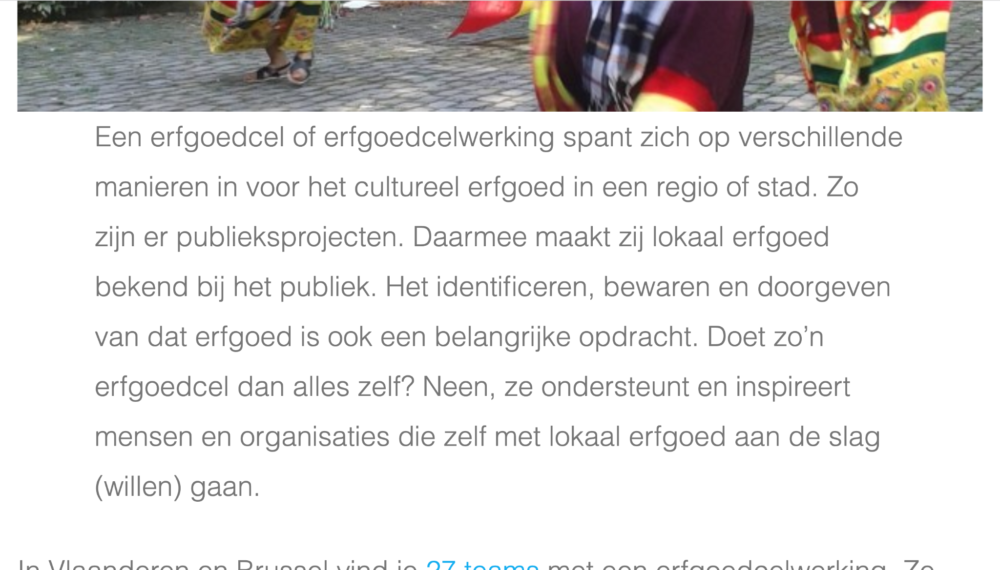 Een erfgoedcel of erfgoedcelwerking spant zich op verschillende
manieren in voor het cultureel erfgoed in een regio of stad. Zo
zijn er publieksprojecten. Daarmee maakt zij lokaal erfgoed
bekend bij het publiek. Het identificeren, bewaren en doorgeven
van dat erfgoed is ook een belangrijke opdracht. Doet zo’n
erfgoedcel dan alles zelf? Neen, ze ondersteunt en inspireert
mensen en organisaties die zelf met lokaal erfgoed aan de slag
(willen) gaan.
In Vlaanderen en Brussel vind je 27 teams met een erfgoedcelwerking. Ze